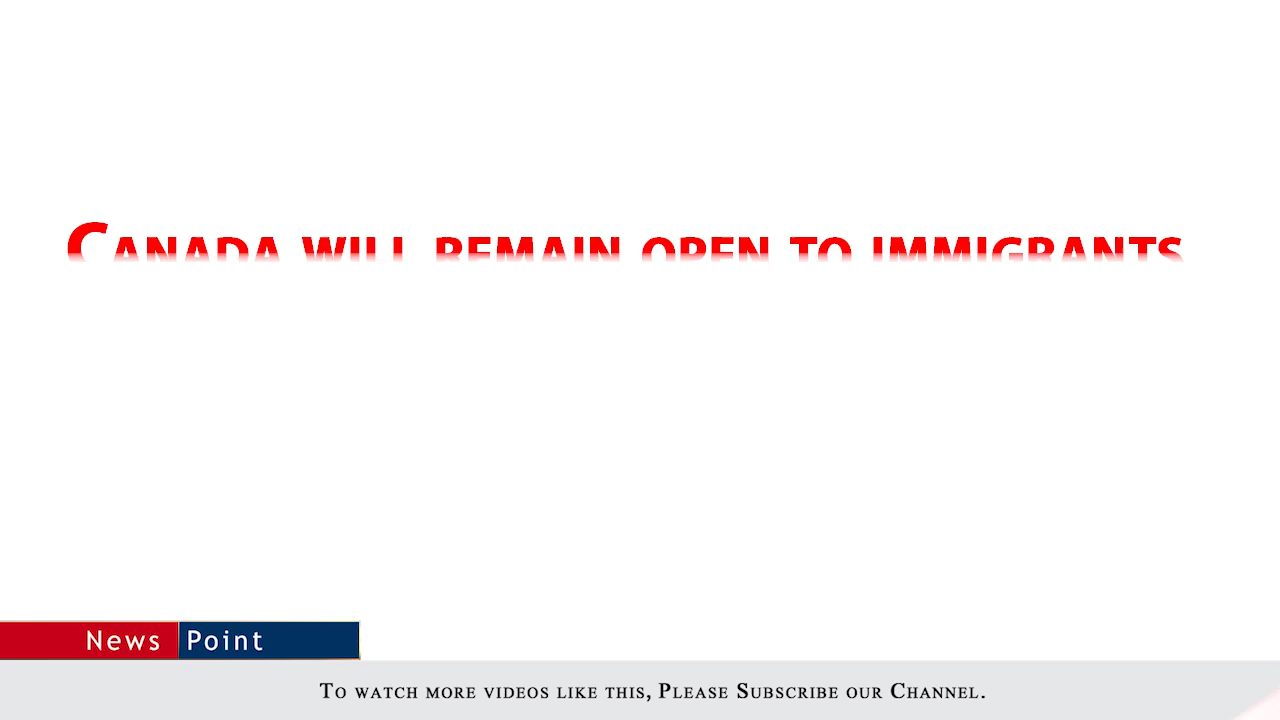 Canada will remain open to immigrants
News Point
To watch more videos like this, Please Subscribe our Channel.